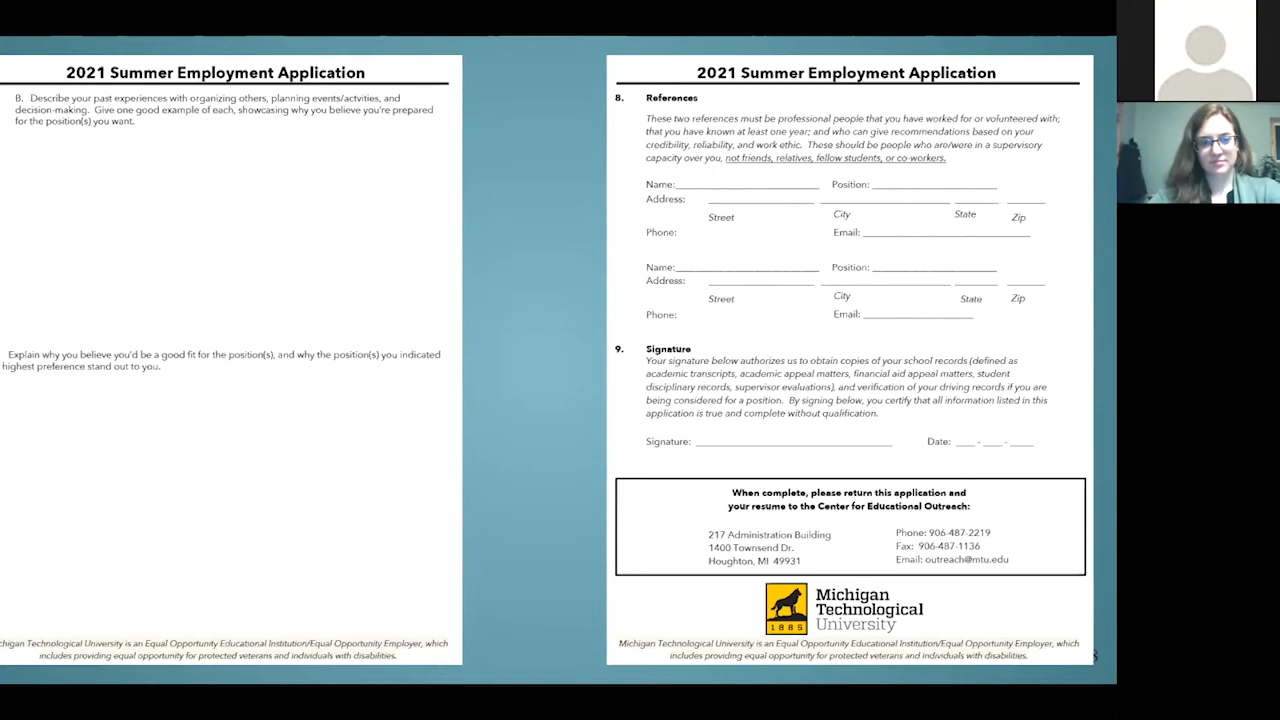 2021 Summer Employment Application
B. Describe your past experiences with organizing others, planning events/actvities, and
decision-making. Give one good example of each, showcasing why you believe you're prepared
for the position(s) you want.
Explain why you believe you'd be a good fit for the position(s), and why the position(s) you indicated
highest preference stand out to you.
chigan Technological University is an Equal Opportunity Educational Institution/Equal Opportunity Employer, which
includes providing equal opportunity for protected veterans and individuals with disabilities.
2021 Summer Employment Application
8. References
These two references must be professional people that you have worked for or volunteered with;
that you have known at least one year; and who can give recommendations based on your
credibility, reliability, and work ethic. These should be people who are/were in a supervisory
capacity over you, not friends, relatives, fellow students, or co-workers.
Name: Position:
Address:
Street City State Zip
Phone: Email:
Name: Position:
Address:
Street City State Zip
Phone: Email:
9. Signature
Your signature below authorizes us to obtain copies of your school records (defined as
academic transcripts, academic appeal matters, financial aid appeal matters, student
disciplinary records, supervisor evaluations), and verification of your driving records if you are
being considered for a position. By signing below, you certify that all information listed in this
application is true and complete without qualification.
Signature: Date: - -
When complete, please return this application and
your resume to the Center for Educational Outreach:
217 Administration Building Phone: 906-487-2219
1400 Townsend Dr. Fax: 906-487-1136
Houghton, MI 49931 Email: outreach@mtu.edu
1885
Michigan
Technological
University
Michigan Technological University is an Equal Opportunity Educational Institution/Equal Opportunity Employer, which
includes providing equal opportunity for protected veterans and individuals with disabilities.